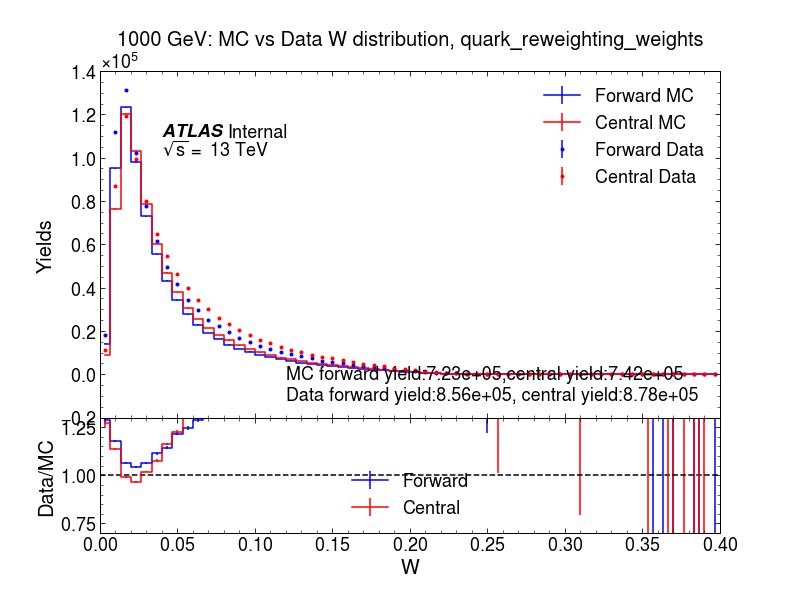 1000 GeV: MC vs Data W distribution, quark_reweighting_weights
×10⁵
1.4
1.2
1.0
0.8
0.6
0.4
0.2
0.0
0.2
Yields
ATLAS Internal
√s = 13 TeV
Forward MC
Central MC
Forward Data
Central Data
MC forward yield:7.23e+05,central yield:7.42e+05
Data forward yield:8.56e+05, central yield:8.78e+05
1.25
1.00
0.75
Data/MC
Forward
Central
0.00 0.05 0.10 0.15 0.20 0.25 0.30 0.35 0.40
W